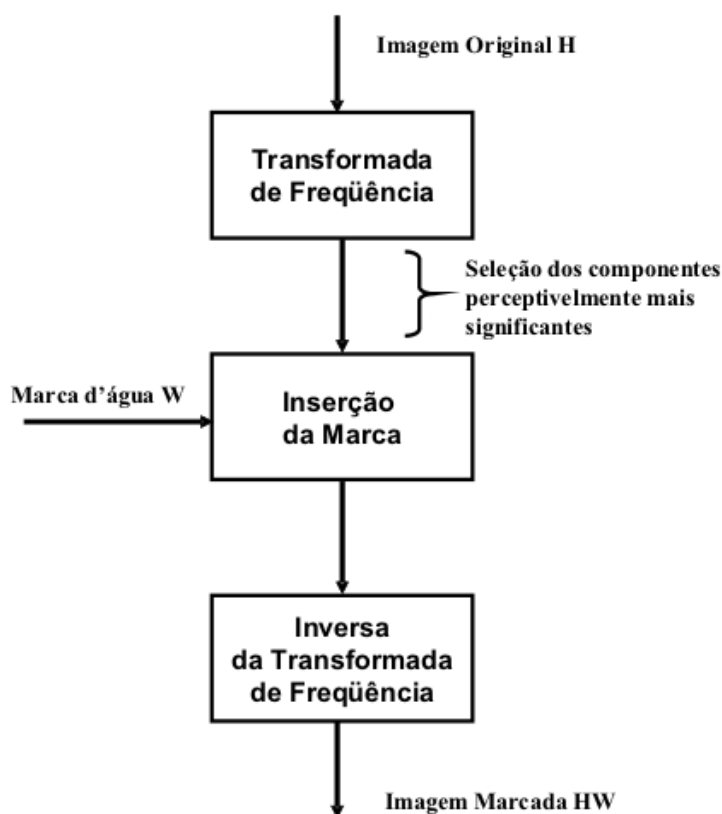 Imagem Original H
Transformada
de Freqüência
Seleção dos componentes
perceptivelmente mais
significantes
Marca d'água W
Inserção
da Marca
Inversa
da Transformada
de Freqüência
Imagem Marcada HW